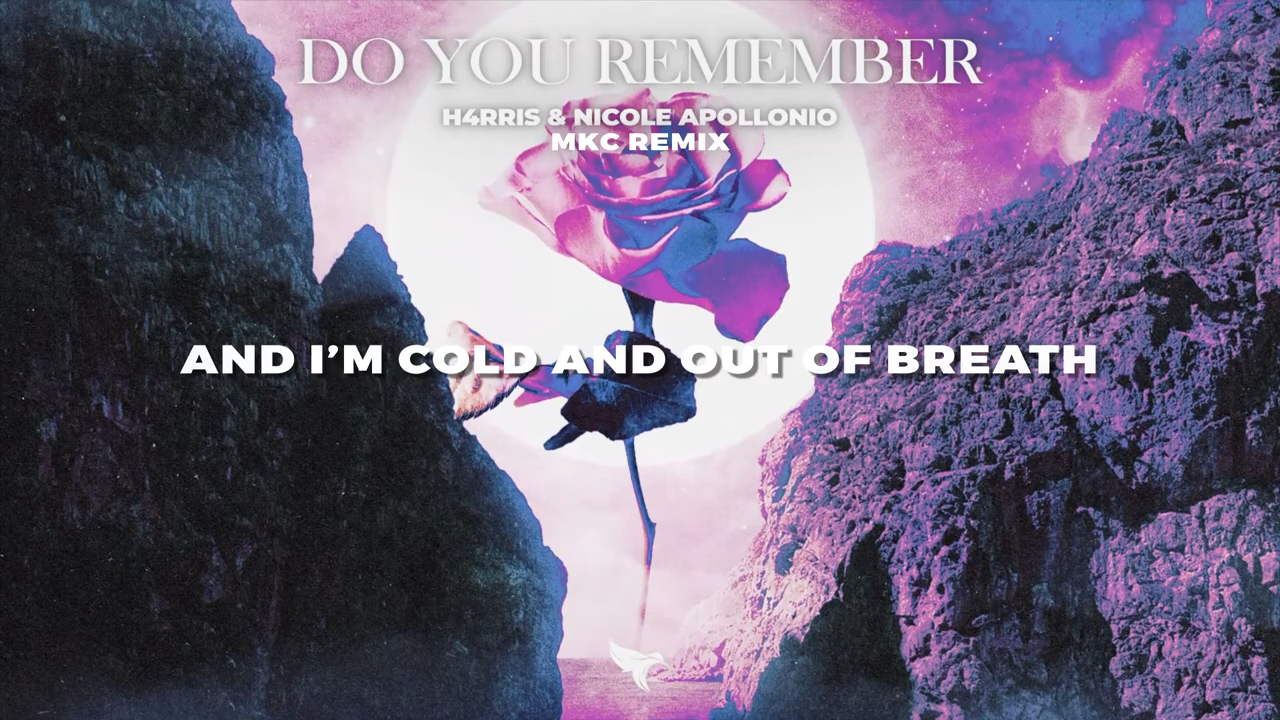 DO YOU REMEMBER
H4RRIS & NICOLE APOLLONIO
MKC REMIX
AND I'M COLD AND OUT OF BREATH